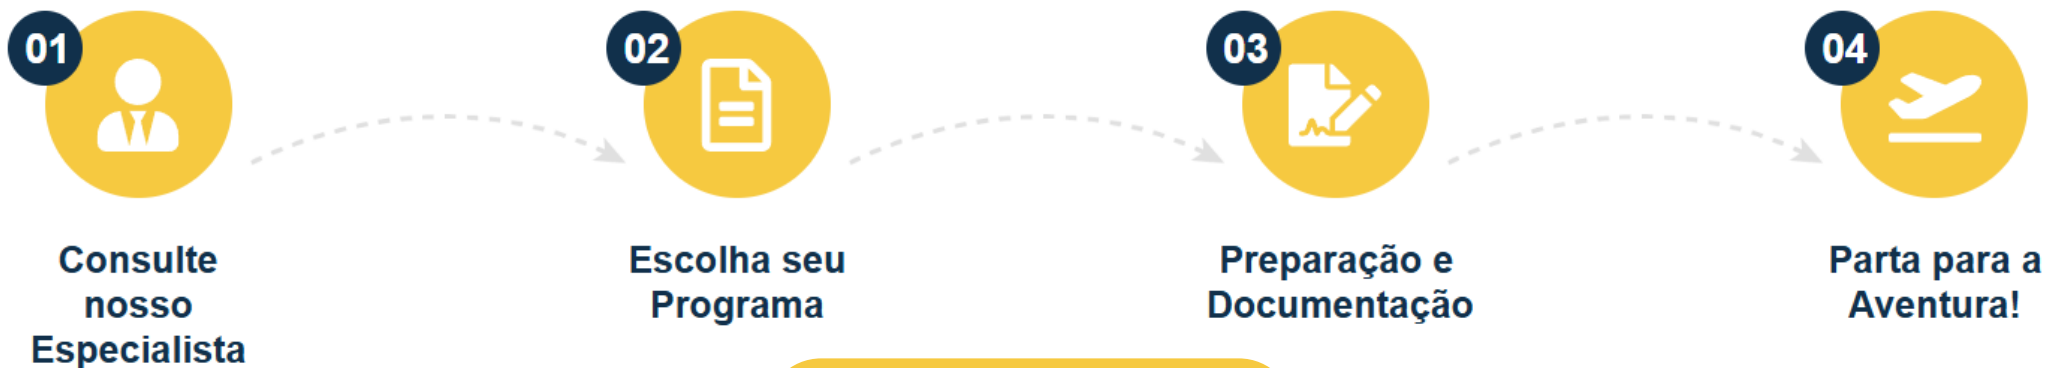 01
Consulte
nosso
Especialista
02
Escolha seu
Programa
03
Preparação e
Documentação
04
Parta para a
Aventura!